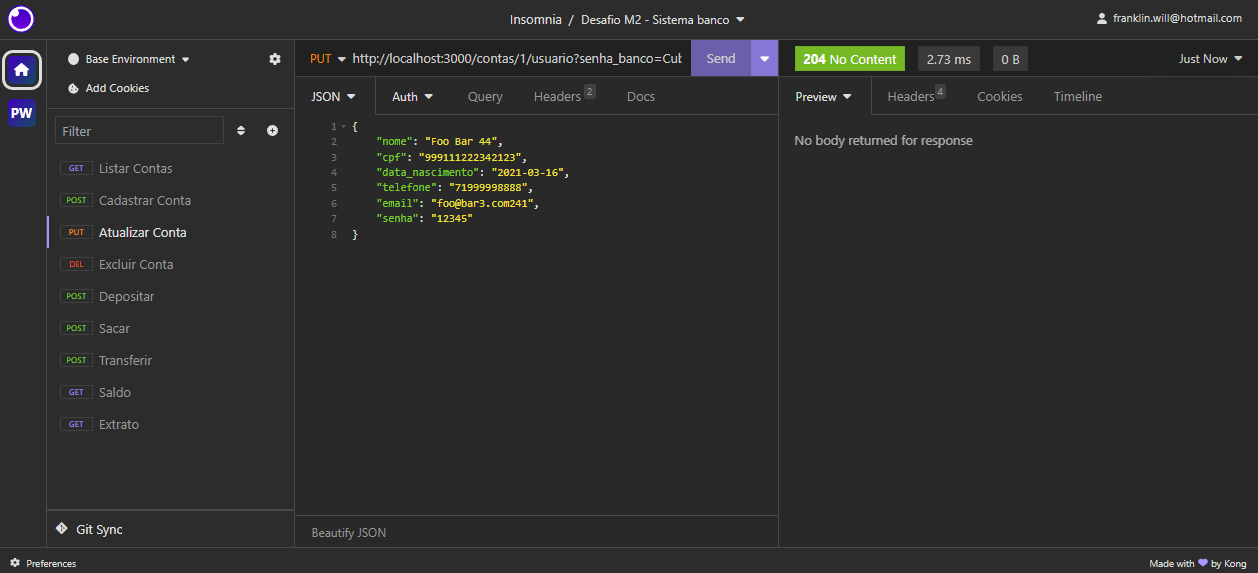 Insomnia / Desafio M2 - Sistema banco
franklin.will@hotmail.com
PW
Base Environment
Add Cookies
Filter
GET Listar Contas
POST Cadastrar Conta
PUT Atualizar Conta
DEL Excluir Conta
POST Depositar
POST Sacar
POST Transferir
GET Saldo
GET Extrato
Git Sync
Preferences
PUT http://localhost:3000/contas/1/usuario?senha_banco=Cub
Send
JSON Auth Query Headers 2 Docs
1 {
2 "nome": "Foo Bar 44",
3 "cpf": "999111222342123",
4 "data_nascimento": "2021-03-16",
5 "telefone": "71999998888",
6 "email": "foo@bar3.com241",
7 "senha": "12345"
8 }
Beautify JSON
204 No Content 2.73 ms 0 B Just Now
Preview Headers 4 Cookies Timeline
No body returned for response
Made with by Kong